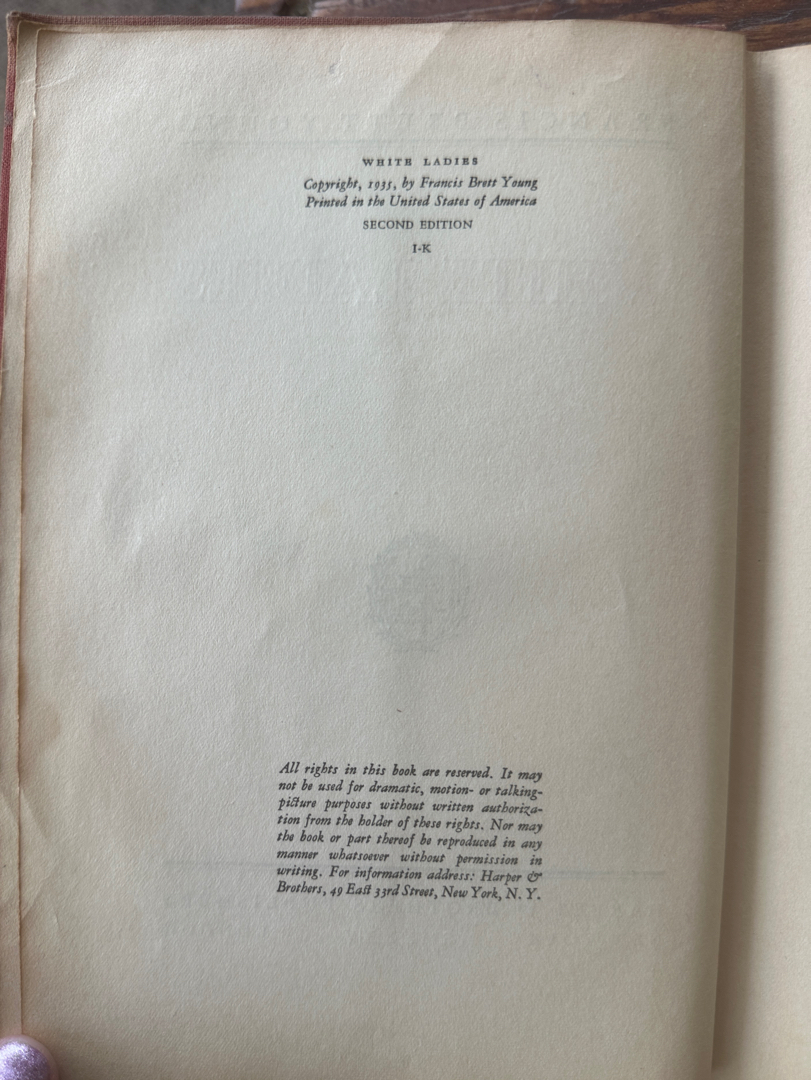 WHITE LADIES
Copyright, 1935, by Francis Brett Young
Printed in the United States of America
SECOND EDITION
I-K
All rights in this book are reserved. It may
not be used for dramatic, motion- or talking-
picture purposes without written authoriza-
tion from the holder of these rights. Nor may
the book or part thereof be reproduced in any
manner whatsoever without permission in
writing. For information address: Harper &
Brothers, 49 East 33rd Street, New York, N. Y.